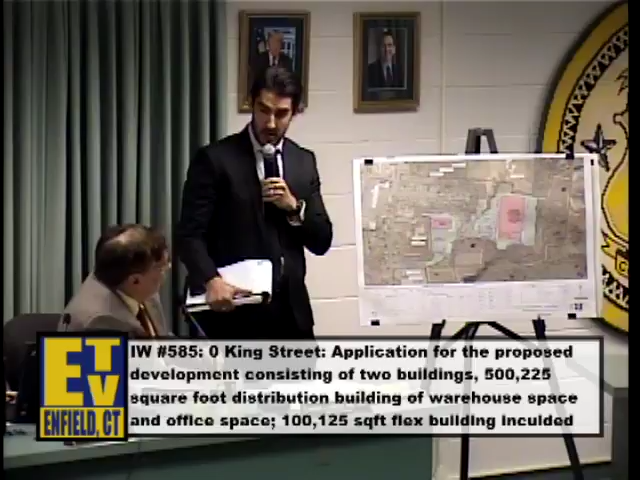 IW #585: 0 King Street: Application for the proposed
development consisting of two buildings, 500,225
square foot distribution building of warehouse space
and office space; 100,125 sqft flex building inculded
ETV
ENFIELD, CT